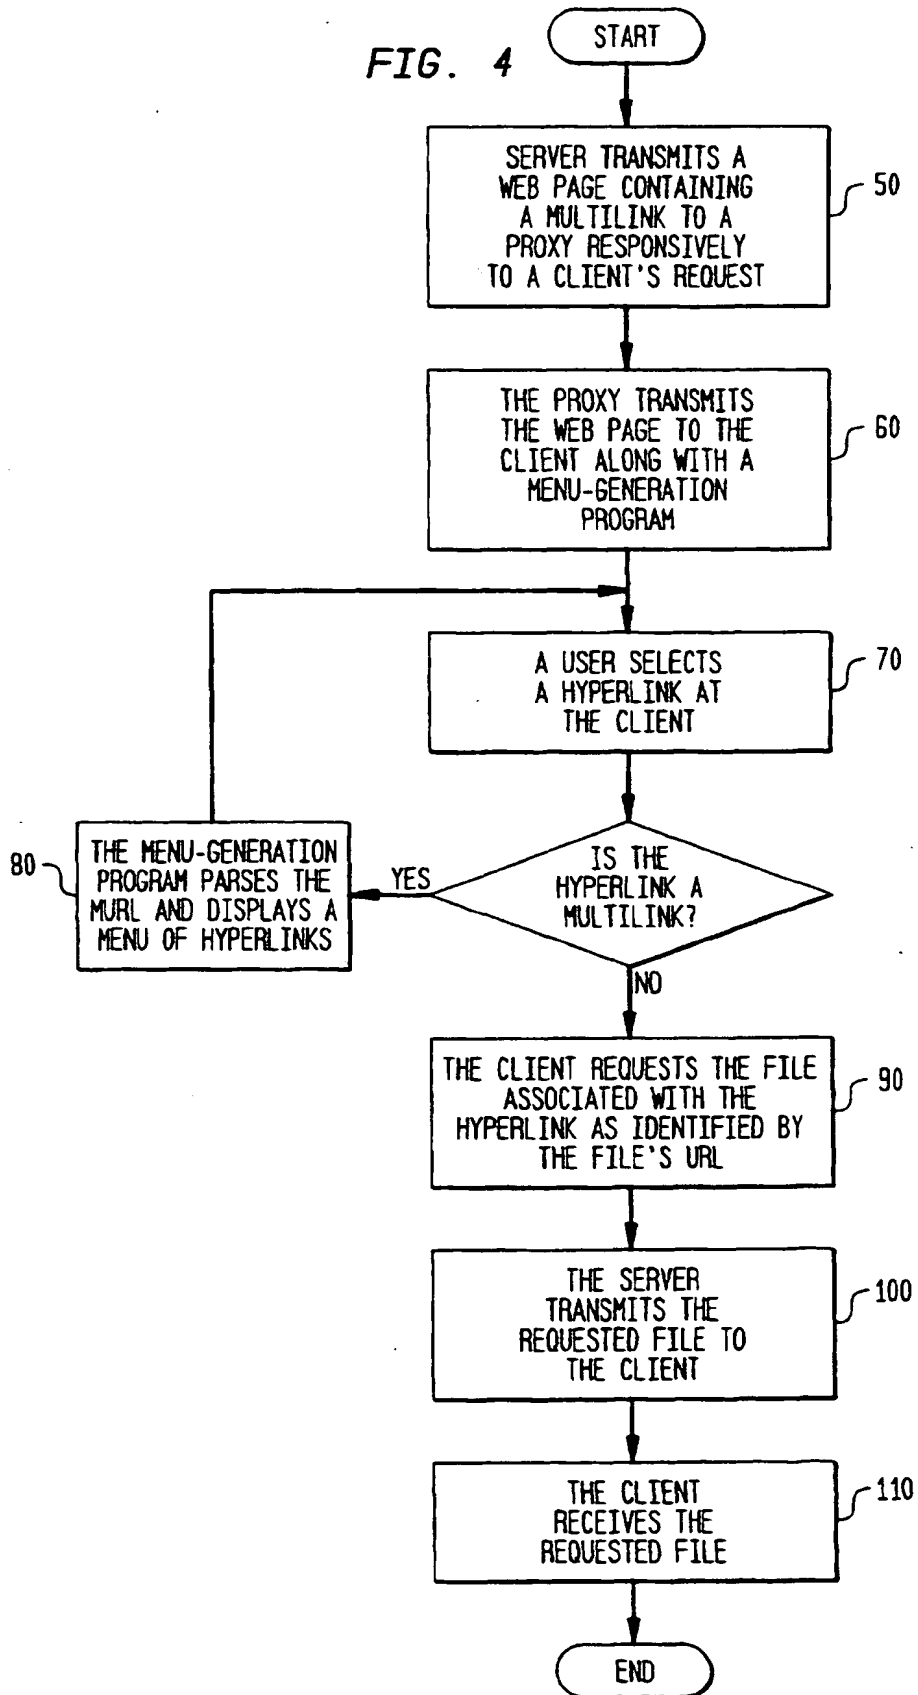 FIG. 4
START
SERVER TRANSMITS A
WEB PAGE CONTAINING
A MULTILINK TO A
PROXY RESPONSIVELY
TO A CLIENT'S REQUEST
50
THE PROXY TRANSMITS
THE WEB PAGE TO THE
CLIENT ALONG WITH A
MENU-GENERATION
PROGRAM
60
A USER SELECTS
A HYPERLINK AT
THE CLIENT
70
IS THE
HYPERLINK A
MULTILINK?
YES
80
THE MENU-GENERATION
PROGRAM PARSES THE
MURL AND DISPLAYS A
MENU OF HYPERLINKS
NO
THE CLIENT REQUESTS THE FILE
ASSOCIATED WITH THE
HYPERLINK AS IDENTIFIED BY
THE FILE'S URL
90
THE SERVER
TRANSMITS THE
REQUESTED FILE TO
THE CLIENT
100
THE CLIENT
RECEIVES THE
REQUESTED FILE
110
END